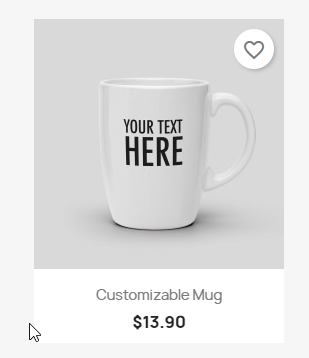 YOUR TEXT
HERE
Customizable Mug
$13.90